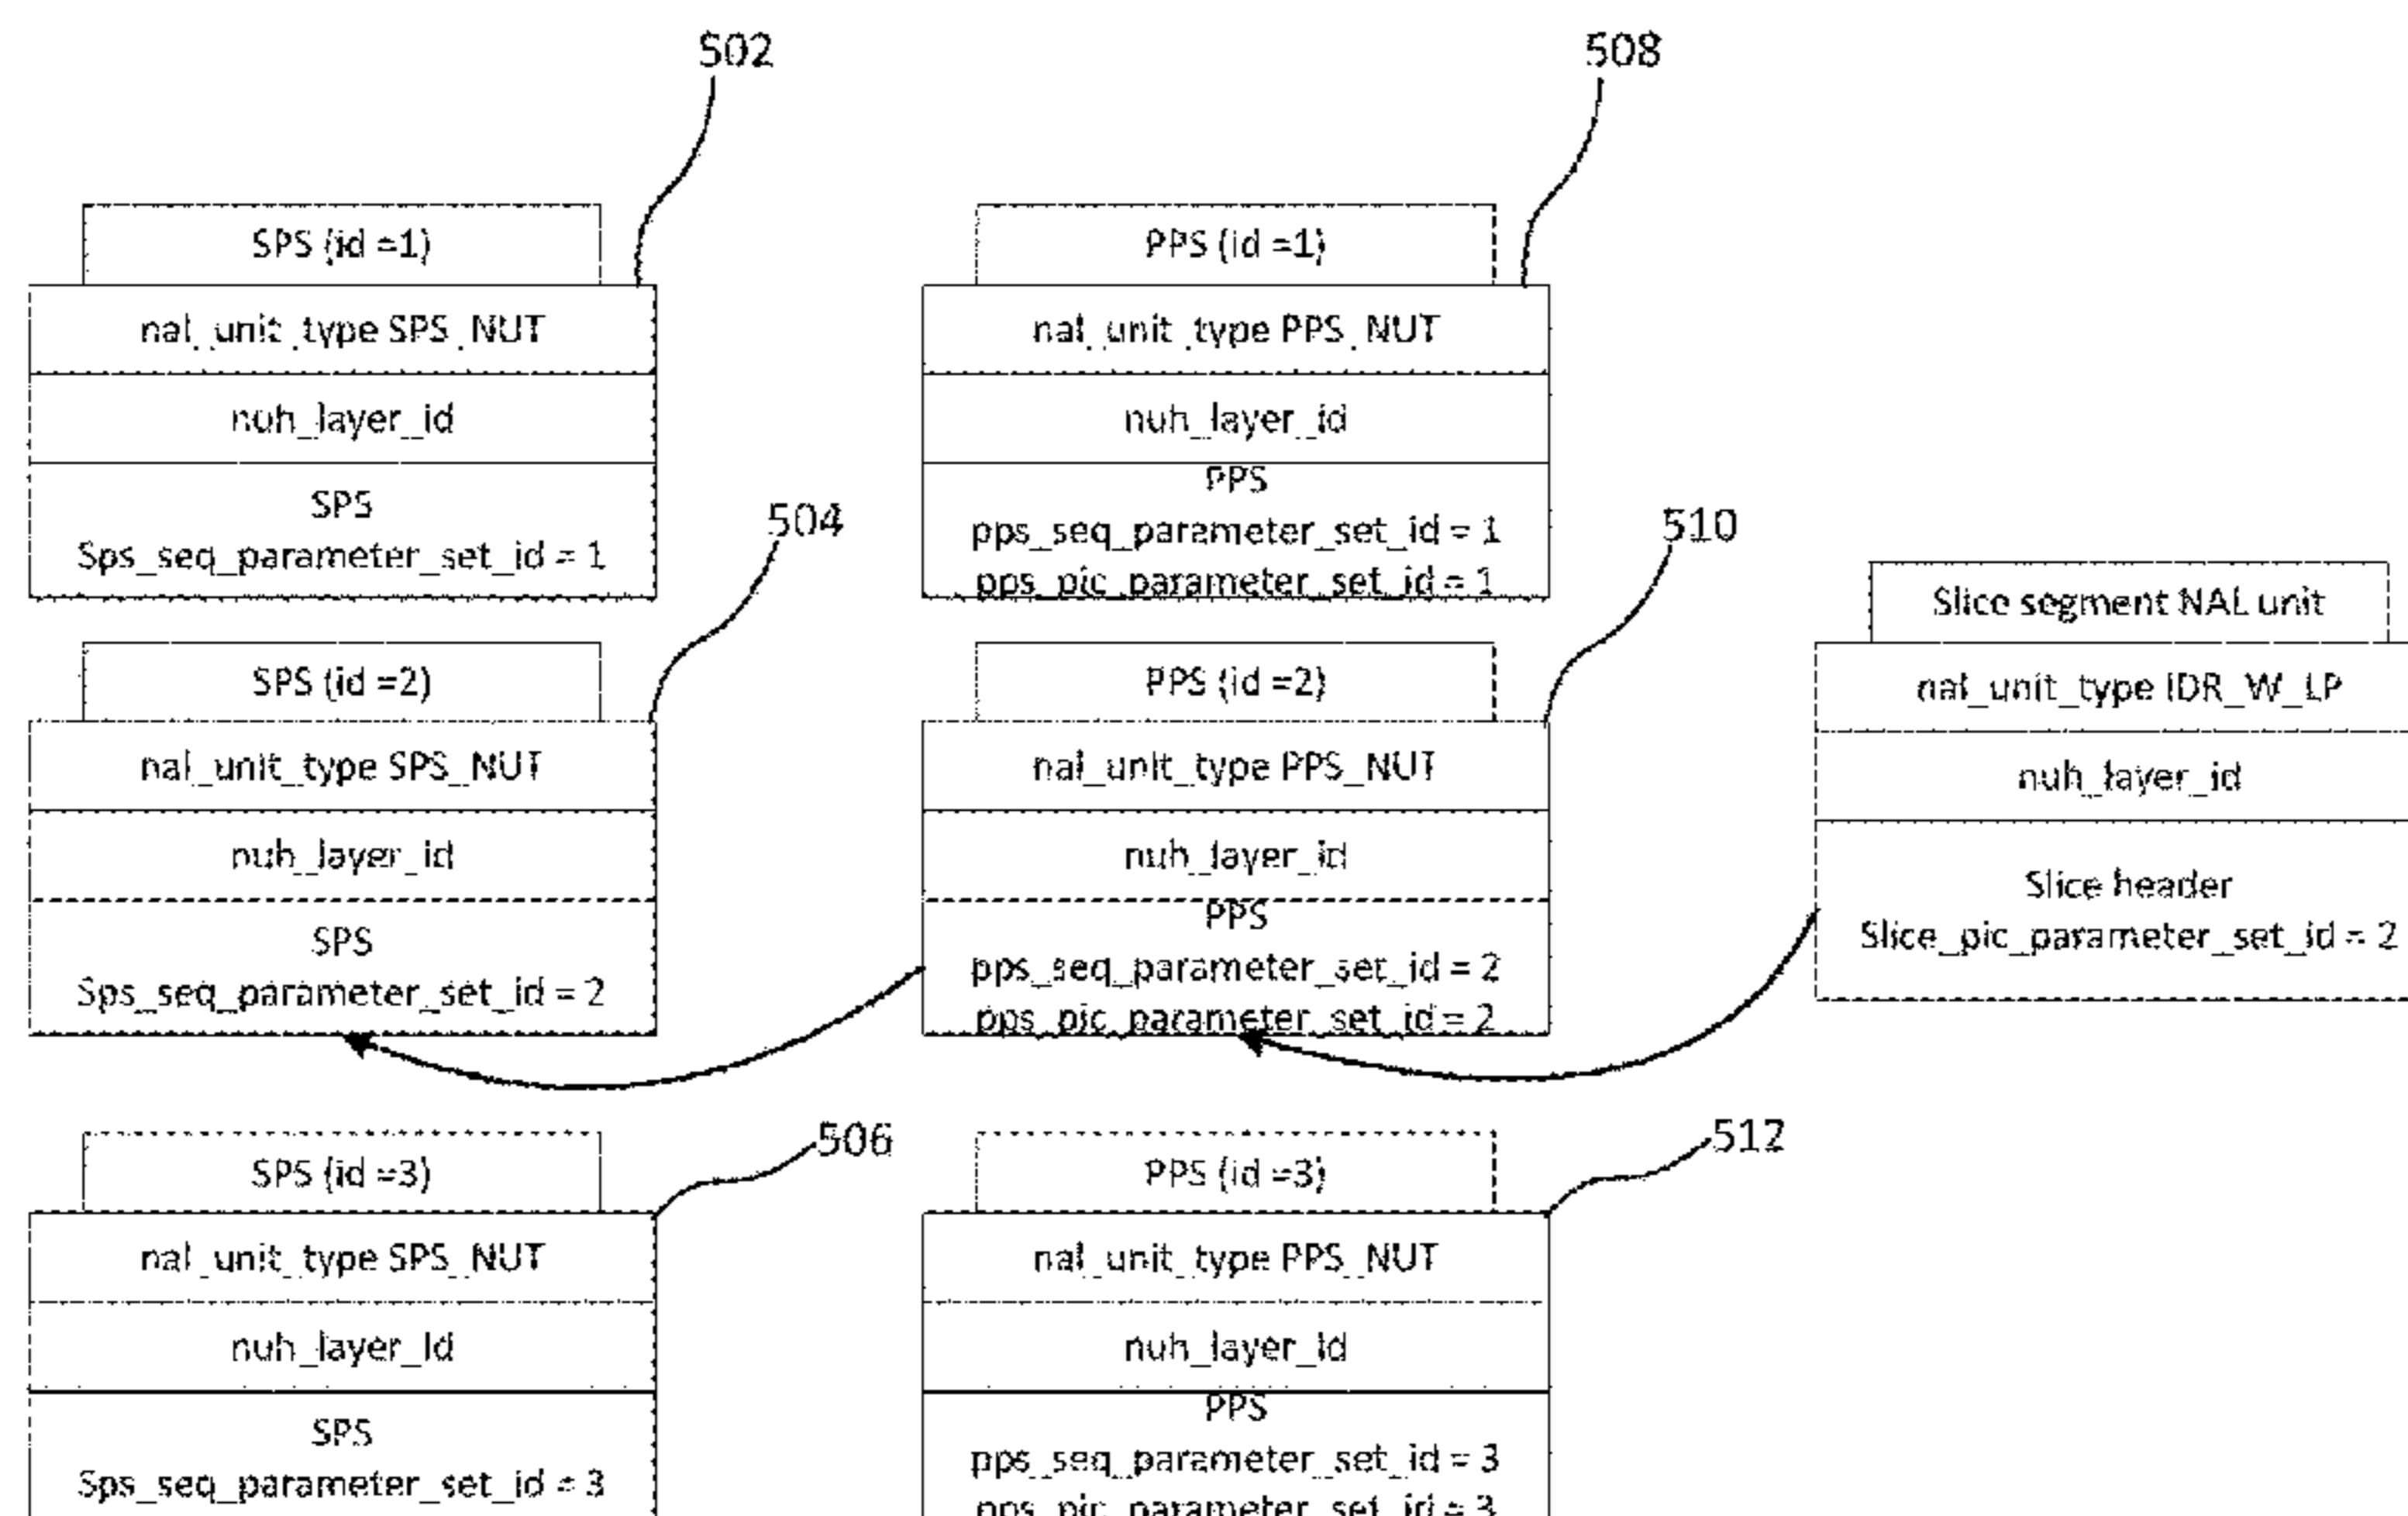 502
508
SPS (id =1)
nal_unit_type SPS_NUT
nuh_layer_id
SPS
Sps_seq_parameter_set_id = 1
PPS (id =1)
nal_unit_type PPS_NUT
nuh_layer_id
PPS
pps_seq_parameter_set_id = 1
pps_pic_parameter_set_id = 1
504
510
SPS (id =2)
nal_unit_type SPS_NUT
nuh_layer_id
SPS
Sps_seq_parameter_set_id = 2
PPS (id =2)
nal_unit_type PPS_NUT
nuh_layer_id
PPS
pps_seq_parameter_set_id = 2
pps_pic_parameter_set_id = 2
Slice segment NAL unit
nal_unit_type IDR_W_LP
nuh_layer_id
Slice header
Slice_pic_parameter_set_id = 2
506
512
SPS (id =3)
nal_unit_type SPS_NUT
nuh_layer_id
SPS
Sps_seq_parameter_set_id = 3
PPS (id =3)
nal_unit_type PPS_NUT
nuh_layer_id
PPS
pps_seq_parameter_set_id = 3
pps_pic_parameter_set_id = 3